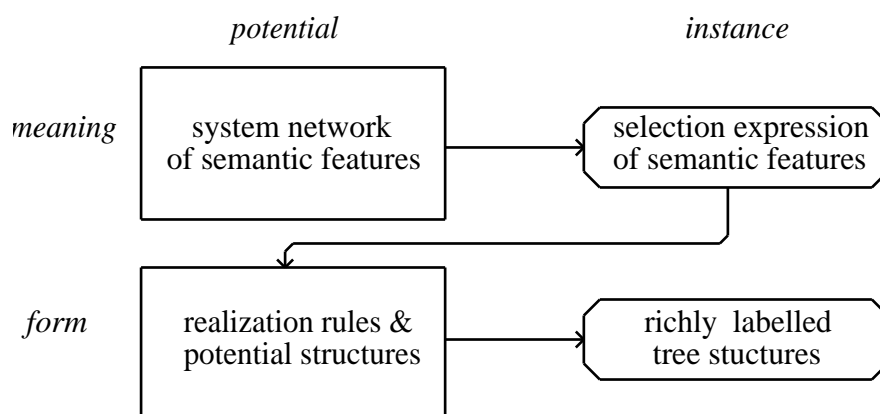 potential
instance
meaning
system network
of semantic features
selection expression
of semantic features
form
realization rules &
potential structures
richly labelled
tree stuctures